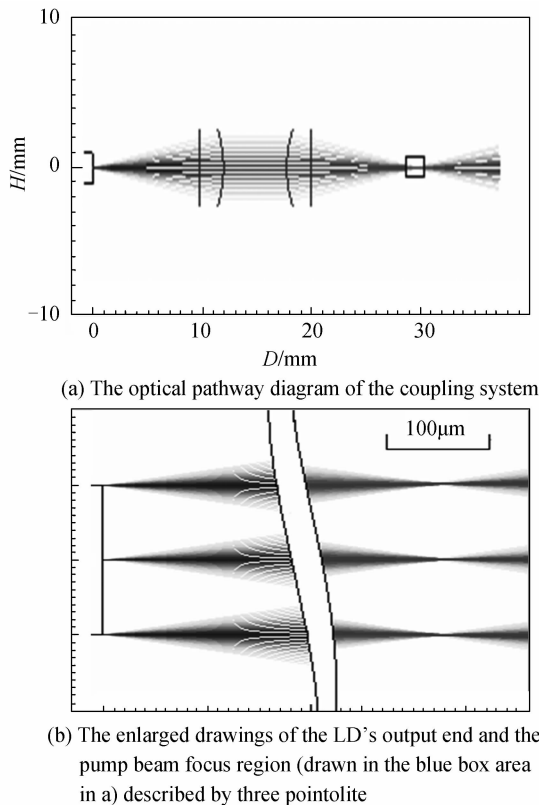 10
0
−10
H/mm
0
10
20
30
D/mm
(a) The optical pathway diagram of the coupling system
100μm
(b) The enlarged drawings of the LD's output end and the
pump beam focus region (drawn in the blue box area
in a) described by three pointolite